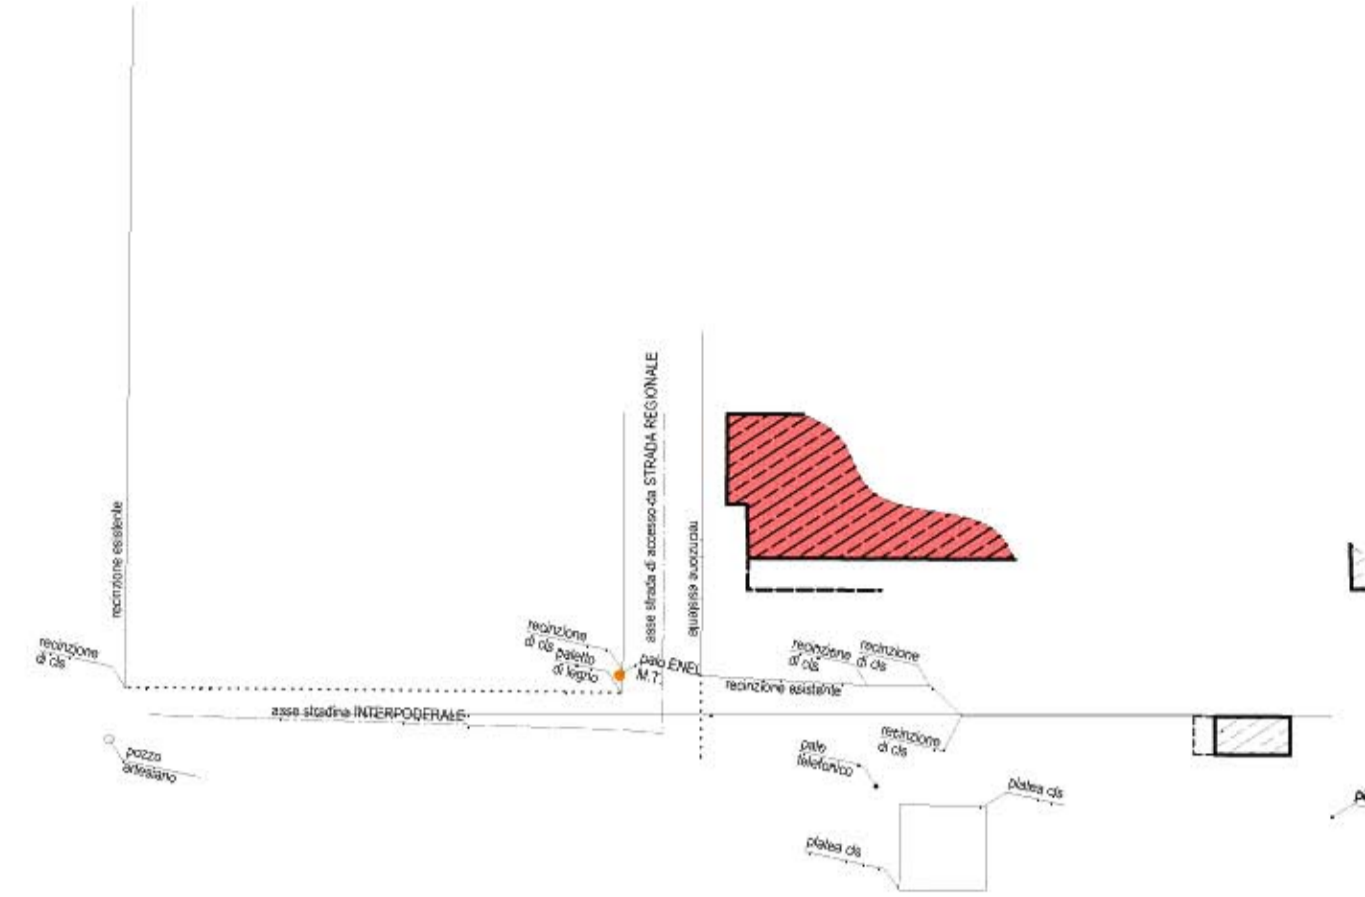 asse strada di accesso da STRADA REGIONALE
recinzione esistente
recinzione esistente
recinzione
di cls
recinzione
di cls
paletto
di legno
palo ENEL
M.T.
recinzione
di cls
recinzione
di cls
recinzione esistente
asse stradina INTERPODERALE
recinzione
di cls
pozzo
artesiano
palo
telefonico
platea cls
platea cls